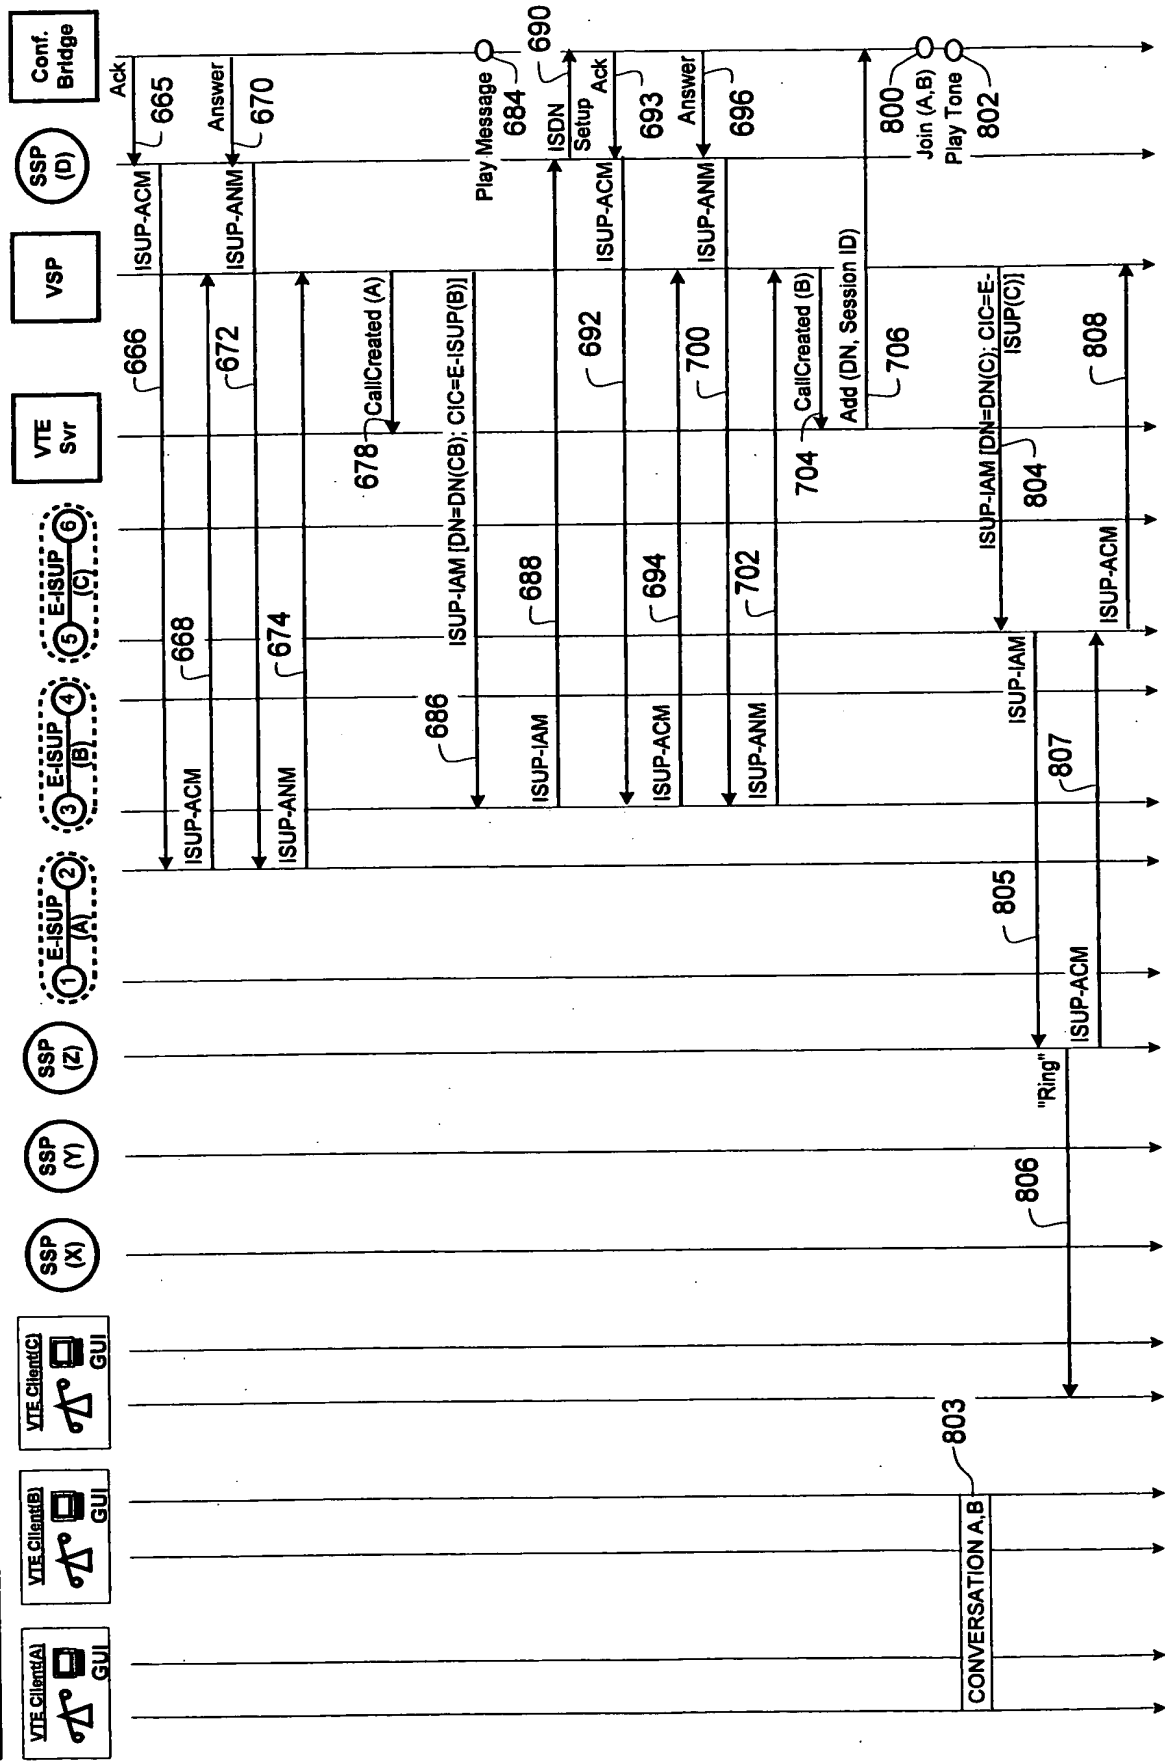 VTE Client(A)
GUI
VTE Client(B)
GUI
VTE Client(C)
GUI
SSP
(X)
SSP
(Y)
SSP
(Z)
1
E-ISUP
(A)
2
3
E-ISUP
(B)
4
5
E-ISUP
(C)
6
VTE
Svr
VSP
SSP
(D)
Conf.
Bridge
Ack
665
ISUP-ACM
666
ISUP-ACM
668
Answer
670
ISUP-ANM
672
ISUP-ANM
674
CallCreated (A)
678
Play Message
684
ISUP-IAM [DN=DN(CB); CIC=E-ISUP(B)]
686
ISUP-IAM
688
ISDN
Setup
690
Ack
693
ISUP-ACM
692
ISUP-ACM
694
Answer
696
ISUP-ANM
700
ISUP-ANM
702
CallCreated (B)
704
Add (DN, Session ID)
706
800
Join (A,B)
Play Tone
802
CONVERSATION A,B
803
ISUP-IAM [DN=DN(C); CIC=E-
ISUP(C)]
804
ISUP-IAM
805
"Ring"
806
ISUP-ACM
807
ISUP-ACM
808